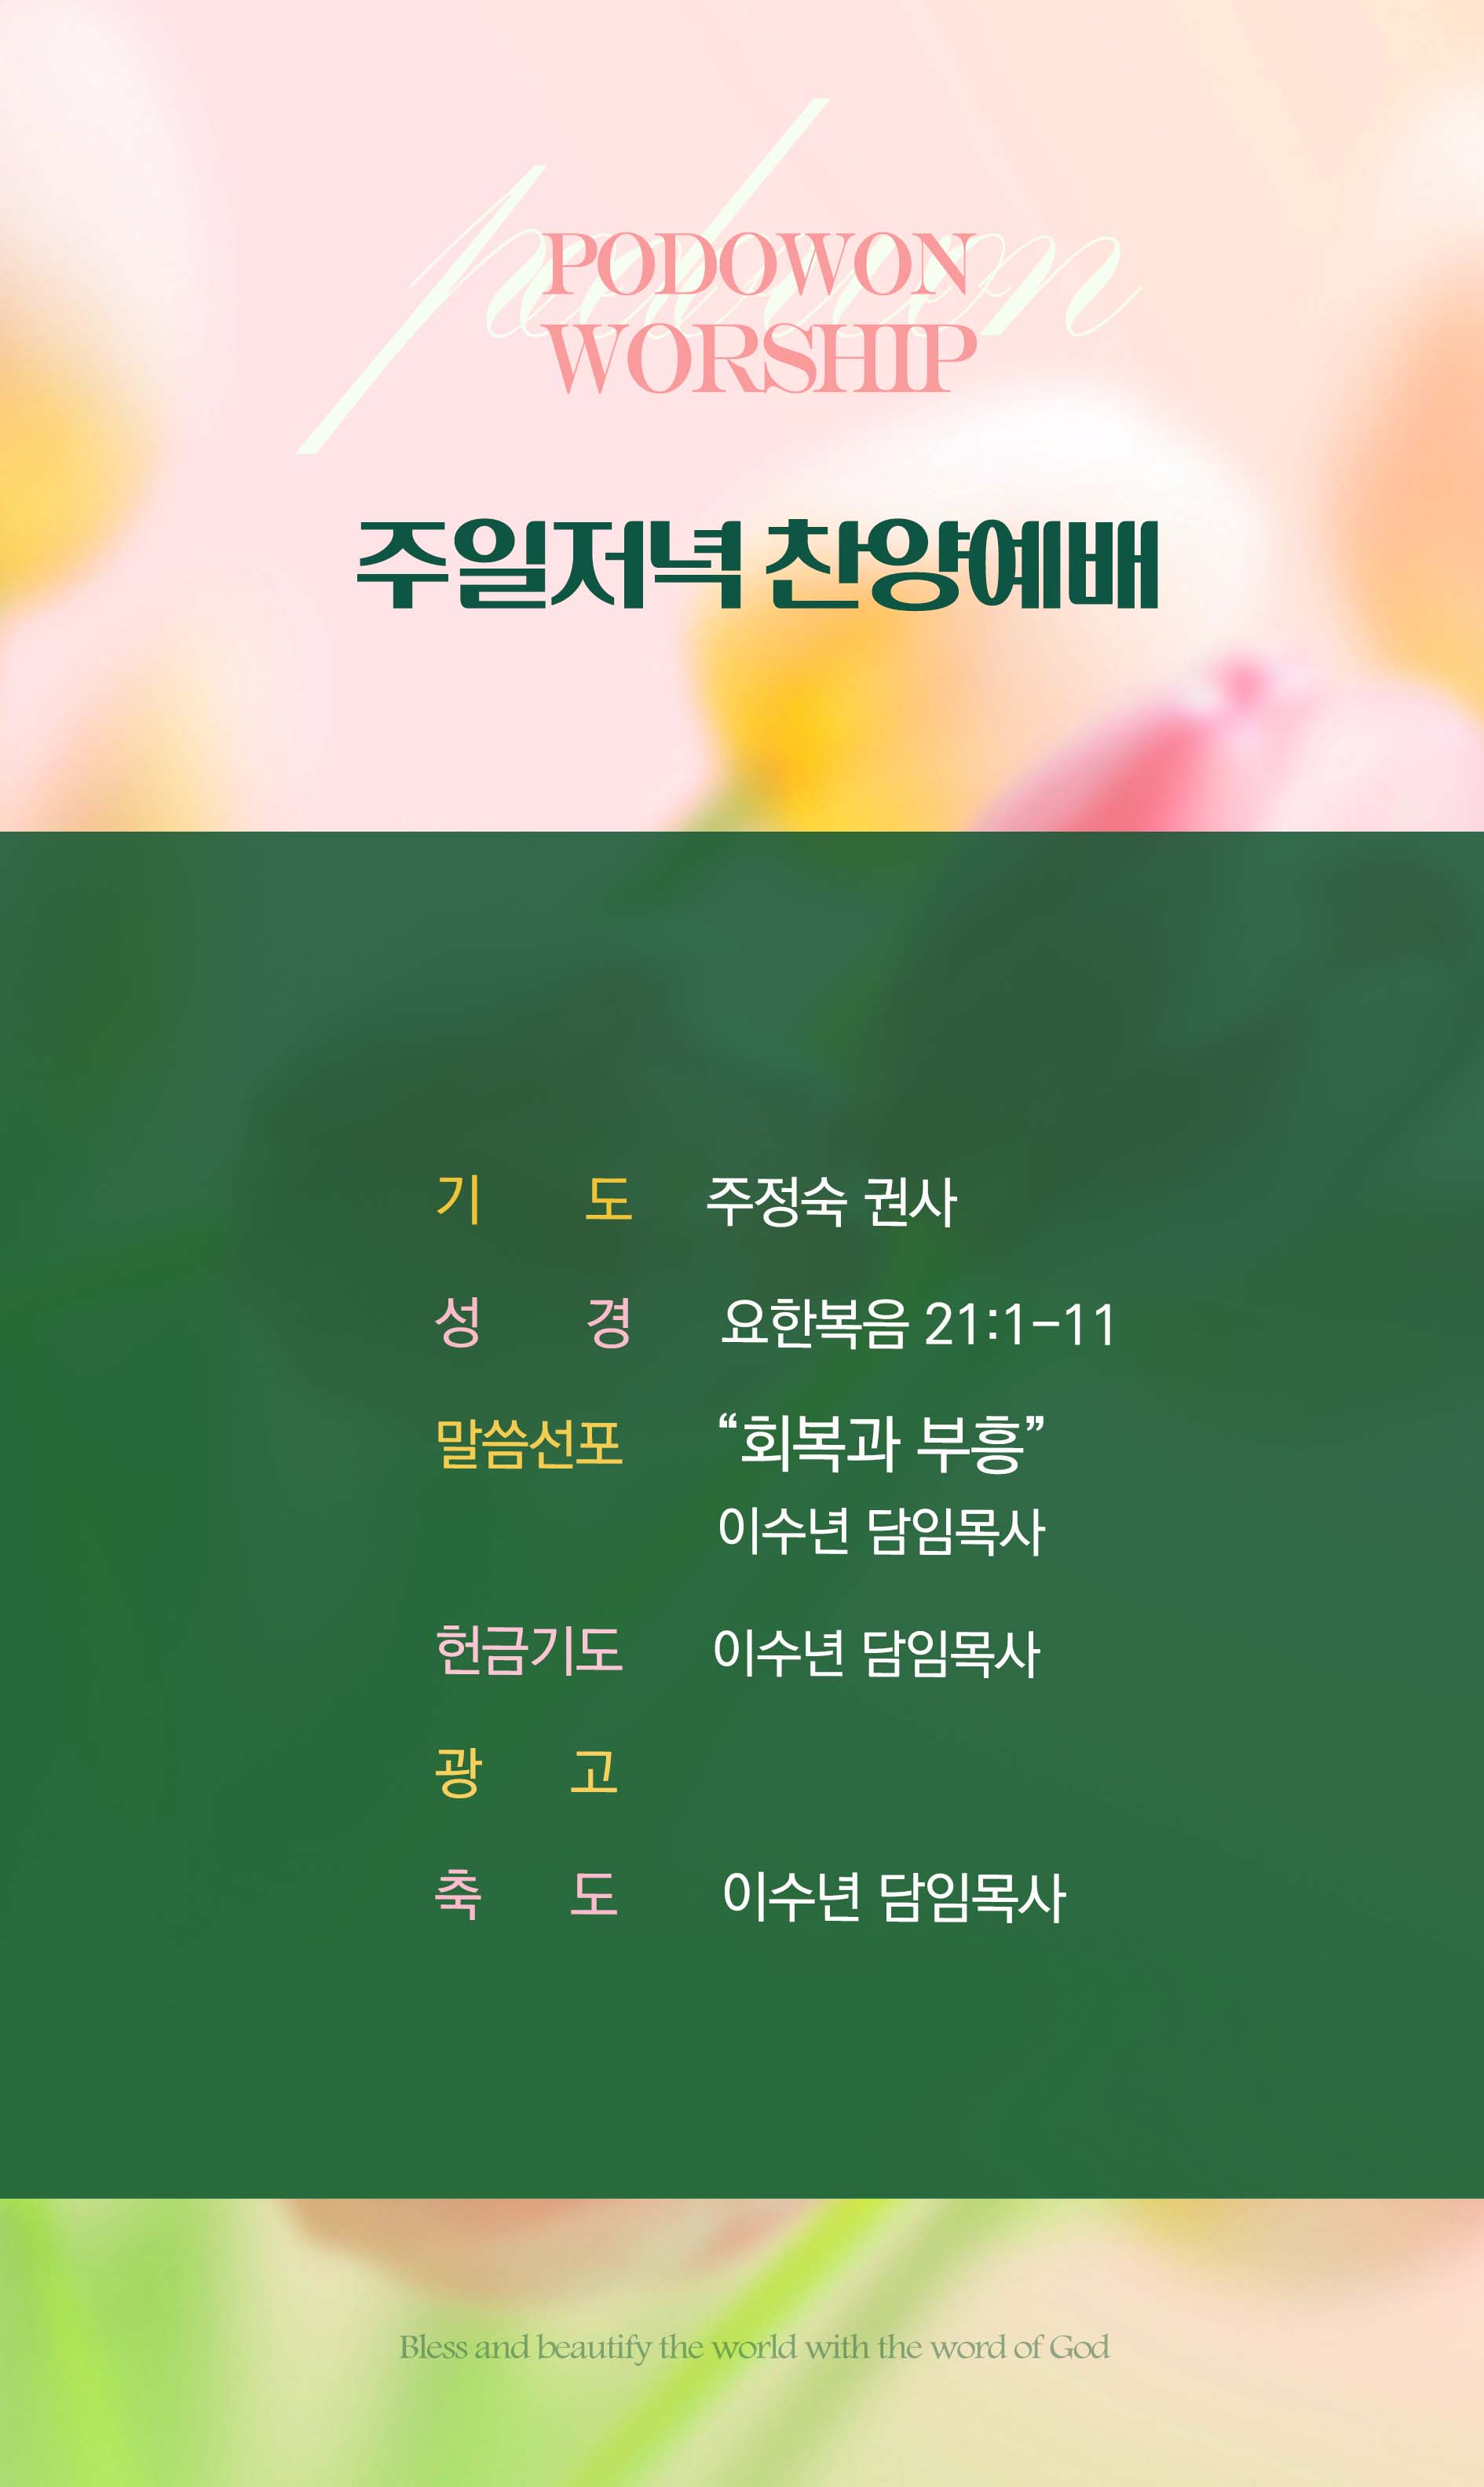 podowon
PODOWON
WORSHIP
주일저녁 찬양예배
기 도 주정숙 권사
성 경 요한복음 21:1-11
말씀선포 “회복과 부흥”
이수년 담임목사
헌금기도 이수년 담임목사
광 고
축 도 이수년 담임목사
Bless and beautify the world with the word of God